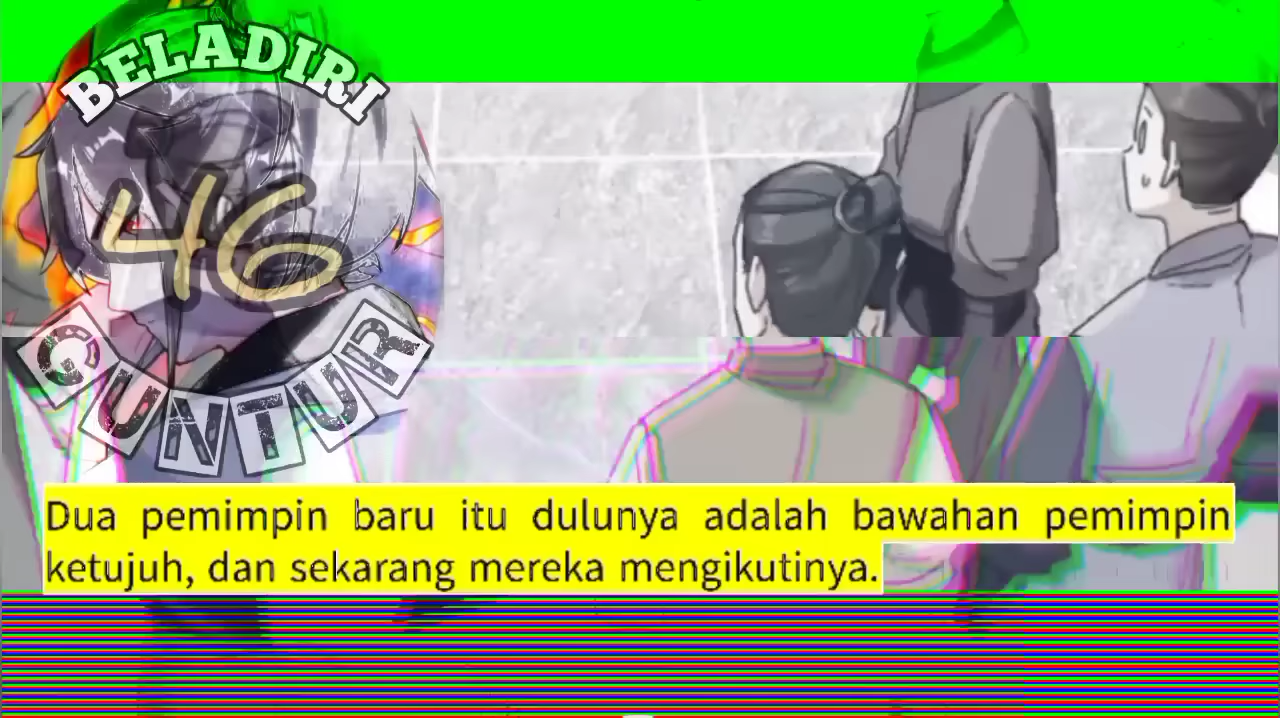 BELADIRI
46
GUNTUR
Dua pemimpin baru itu dulunya adalah bawahan pemimpin
ketujuh, dan sekarang mereka mengikutinya.